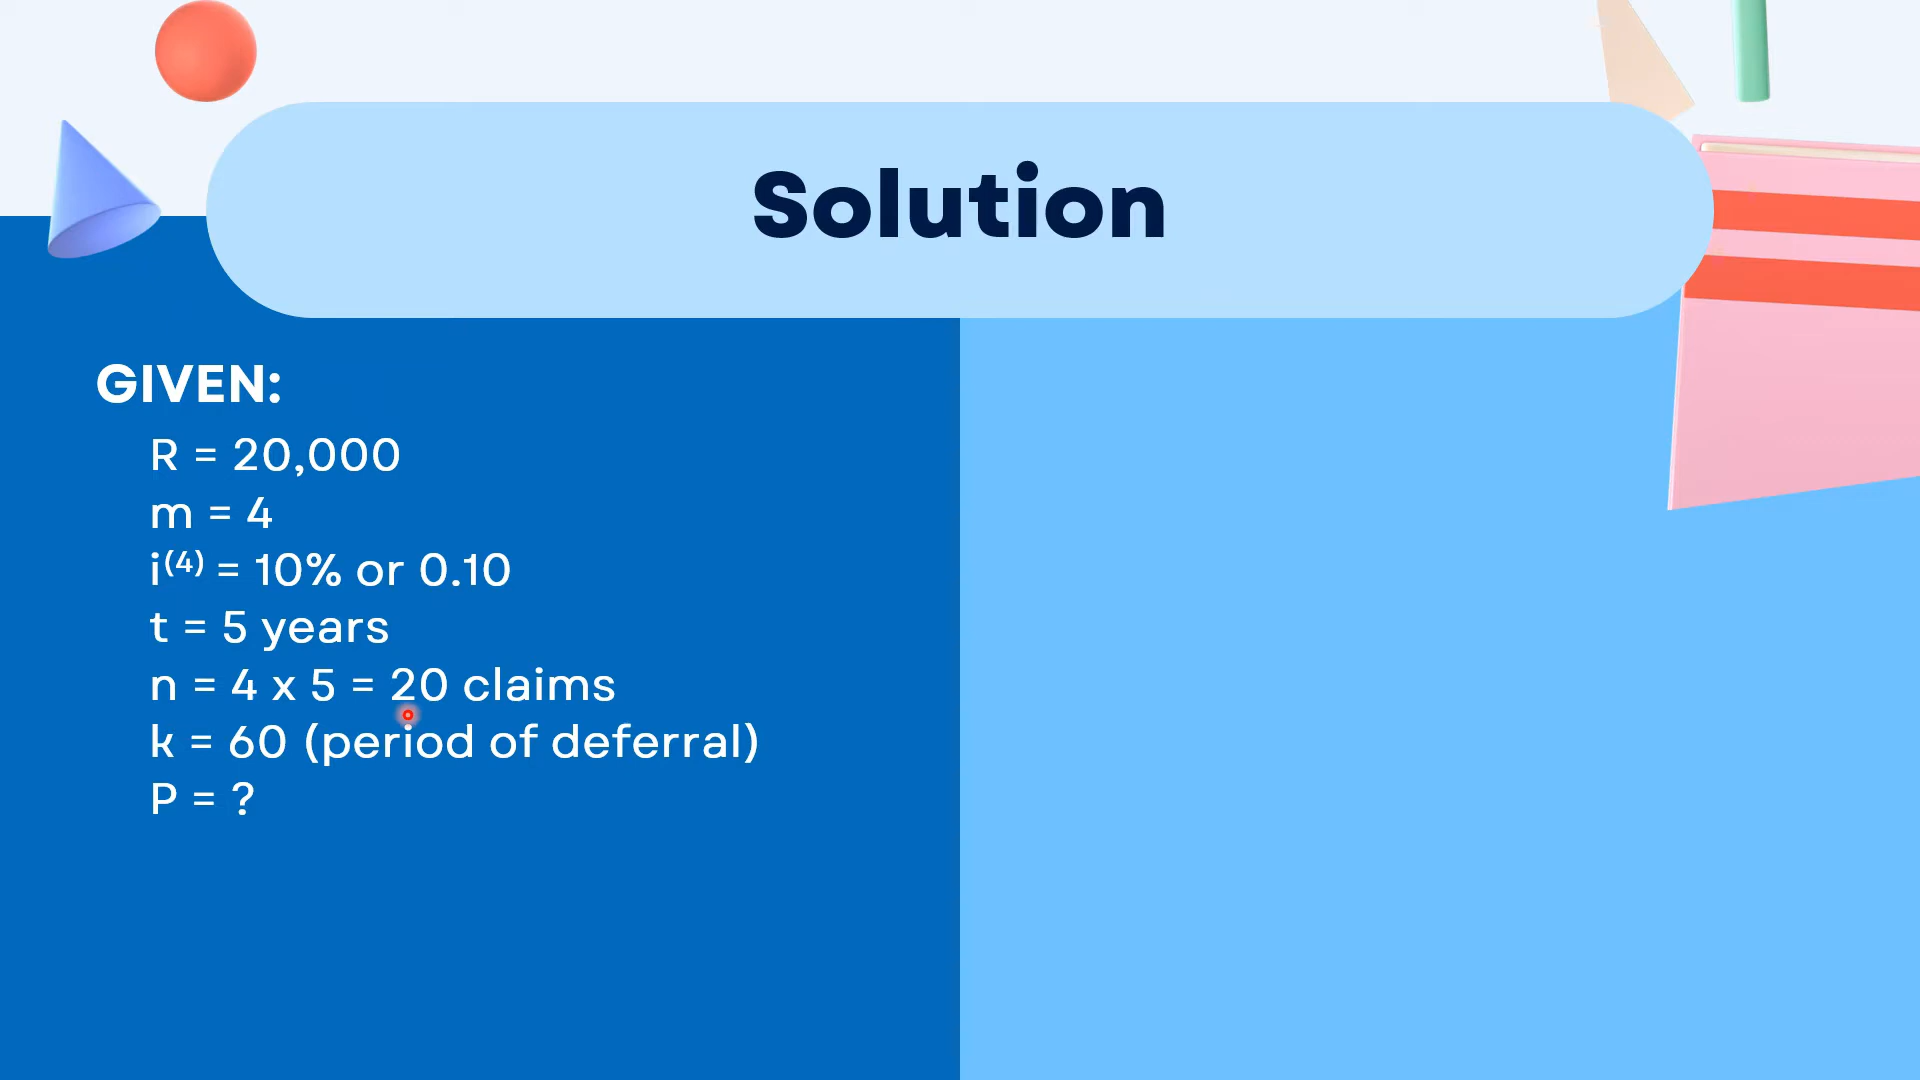 Solution
GIVEN:
R = 20,000
m = 4
i⁽⁴⁾ = 10% or 0.10
t = 5 years
n = 4 x 5 = 20 claims
k = 60 (period of deferral)
P = ?